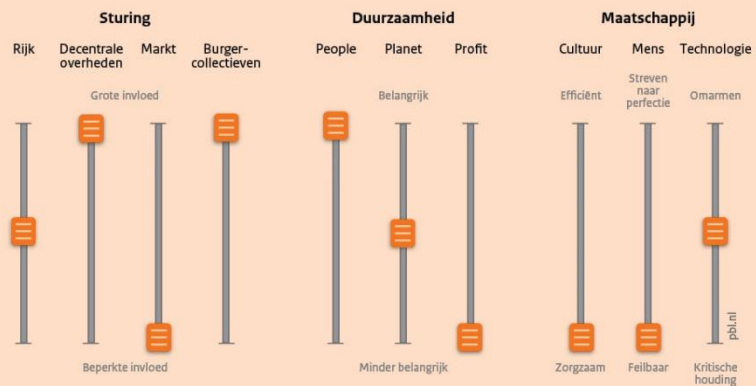 Sturing
Duurzaamheid
Maatschappij
Rijk
Decentrale
overheden
Markt
Burger-
collectieven
People
Planet
Profit
Cultuur
Mens
Technologie
Grote invloed
Belangrijk
Efficiënt
Streven
naar
perfectie
Omarmen
Beperkte invloed
Minder belangrijk
Zorgzaam
Feilbaar
Kritische
houding
pbl.nl